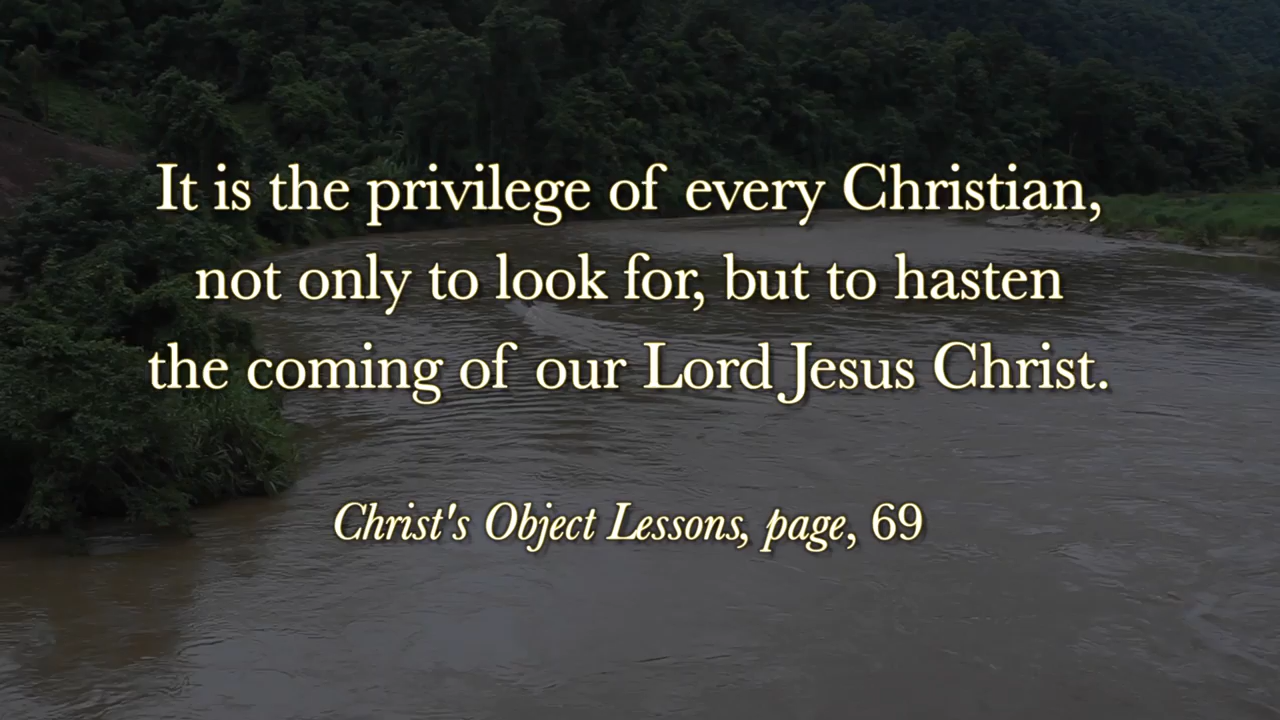 It is the privilege of every Christian,
not only to look for, but to hasten
the coming of our Lord Jesus Christ.
Christ's Object Lessons, page, 69